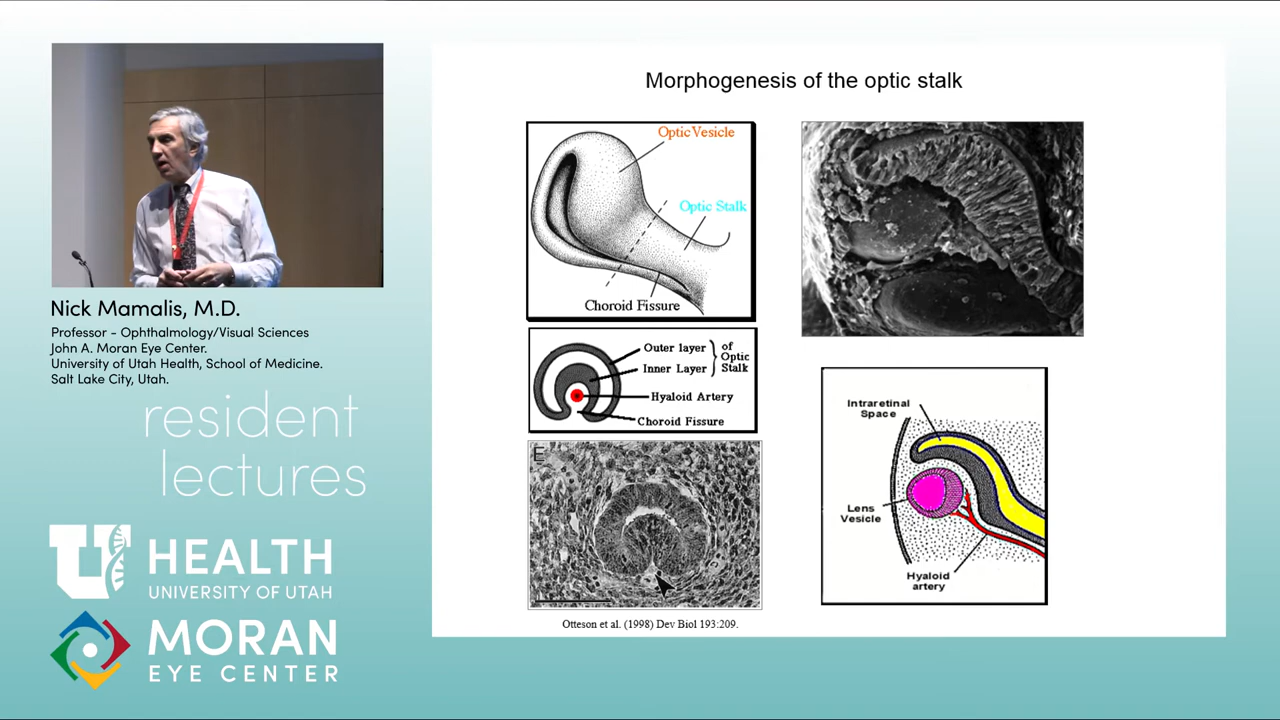 Nick Mamalis, M.D.
Professor - Ophthalmology/Visual Sciences
John A. Moran Eye Center.
University of Utah Health, School of Medicine.
Salt Lake City, Utah.
resident
lectures
U HEALTH
UNIVERSITY OF UTAH
MORAN
EYE CENTER
Morphogenesis of the optic stalk
Optic Vesicle
Optic Stalk
Choroid Fissure
Outer layer
Inner Layer
of
Optic
Stalk
Hyaloid Artery
Choroid Fissure
E
Otteson et al. (1998) Dev Biol 193:209.
Intraretinal
Space
Lens
Vesicle
Hyaloid
artery